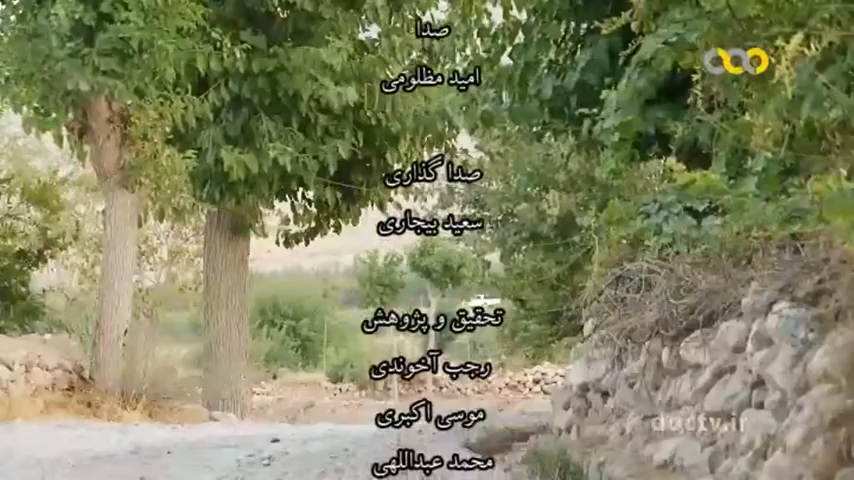 صدا
امید مظلومی
صدا گذاری
سعید بیجاری
تحقیق و پژوهش
رجب آخوندی
موسی اکبری
محمد عبداللهی
doctv.ir